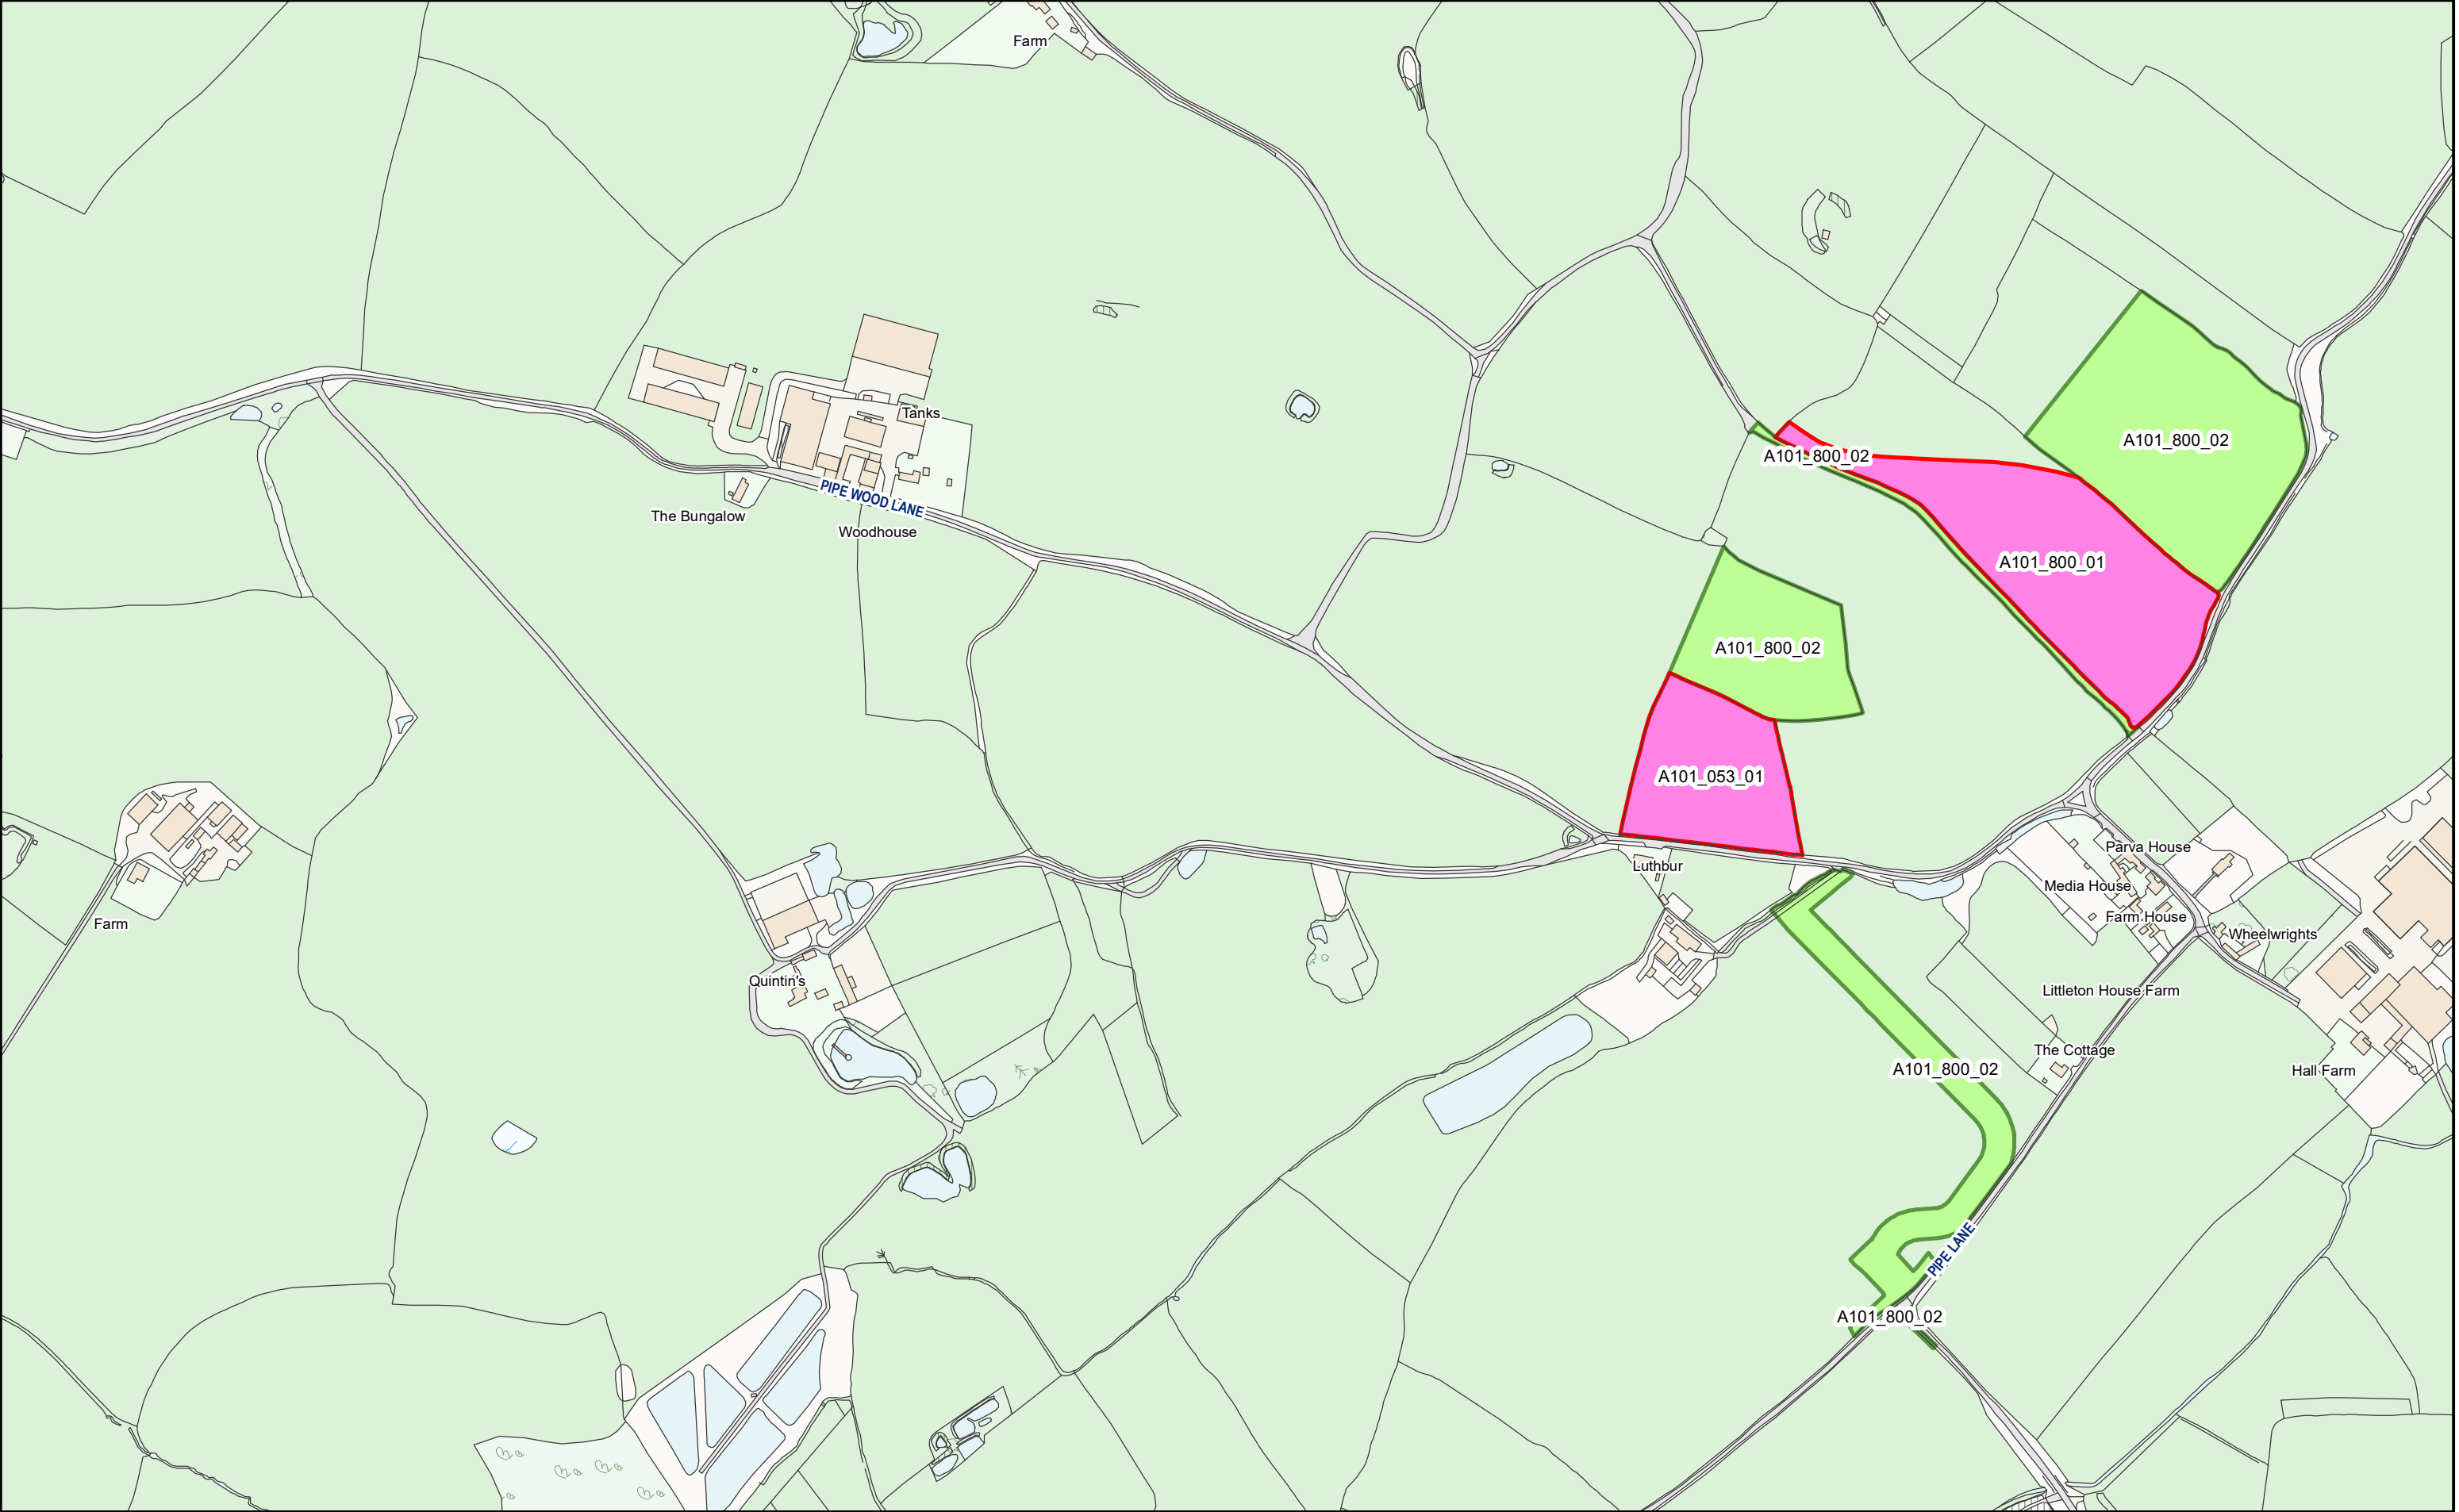 Farm
Tanks
A101_800_02
A101_800_02
PIPE WOOD LANE
The Bungalow
Woodhouse
A101_800_01
A101_800_02
A101_053_01
Parva House
Luthbur
Media House
Farm House
Farm
Wheelwrights
Quintin's
Littleton House Farm
The Cottage
A101_800_02
Hall Farm
PIPE LANE
A101_800_02